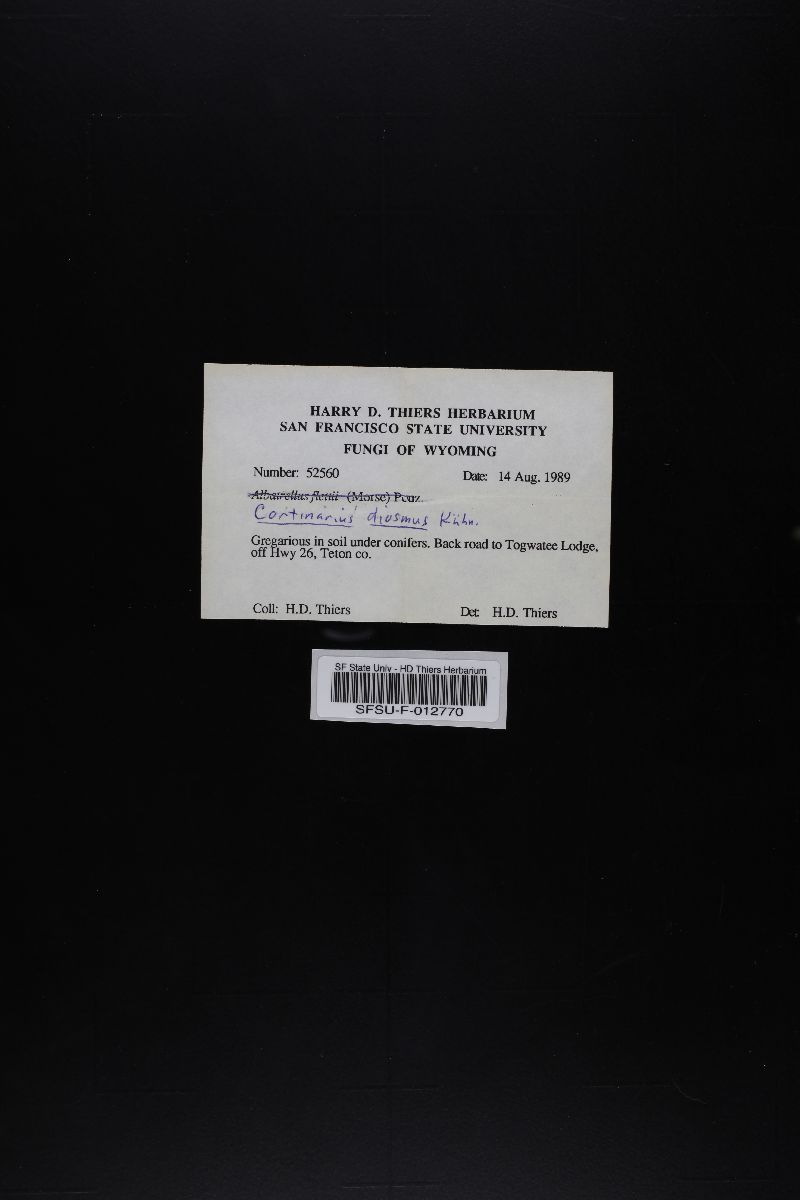 HARRY D. THIERS HERBARIUM
SAN FRANCISCO STATE UNIVERSITY
FUNGI OF WYOMING
Number: 52560 Date: 14 Aug. 1989
Albatrellus flettii (Morse) Pouz.
Cortinarius diosmus Kühn.
Gregarious in soil under conifers. Back road to Togwatee Lodge,
off Hwy 26, Teton co.
Coll: H.D. Thiers Det: H.D. Thiers
SF State Univ - HD Thiers Herbarium
SFSU-F-012770